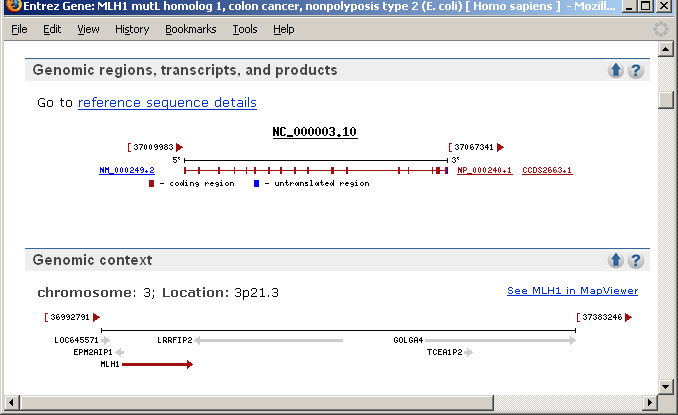 Entrez Gene: MLH1 mutL homolog 1, colon cancer, nonpolyposis type 2 (E. coli) [ Homo sapiens ] - Mozill...
File Edit View History Bookmarks Tools Help
Genomic regions, transcripts, and products
Go to reference sequence details
NC_000003.10
[ 37009983 [ 37067341
5' 3'
NM_000249.2 NP_000240.1 CCDS2663.1
- coding region - untranslated region
Genomic context
chromosome: 3; Location: 3p21.3 See MLH1 in MapViewer
[ 36992791 [ 37383246
LOC645571 LRRFIP2 GOLGA4
EPM2AIP1 TCEA1P2
MLH1